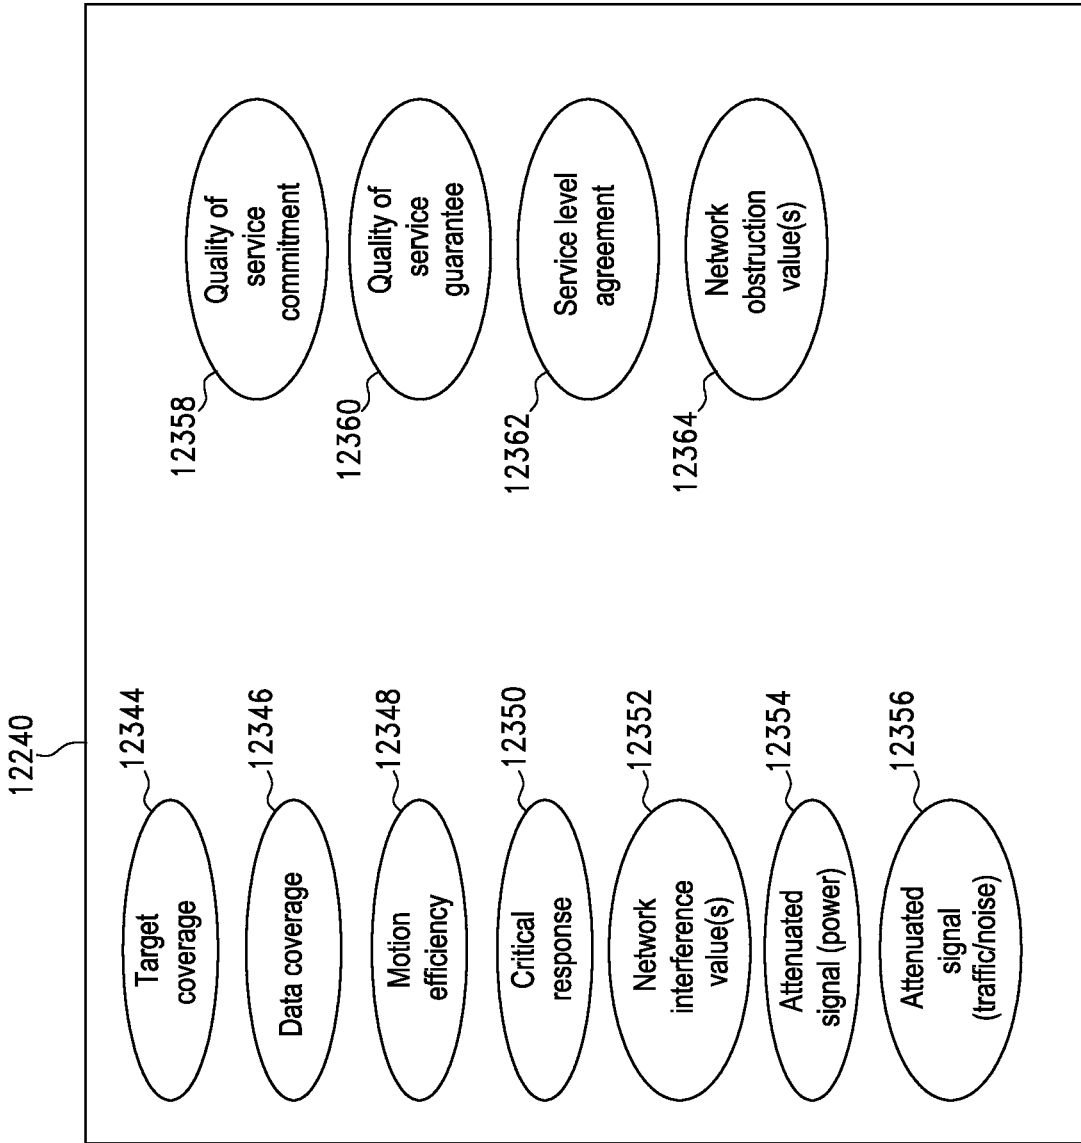 12240
12344
Target
coverage
12346
Data coverage
12348
Motion
efficiency
12350
Critical
response
12352
Network
interference
value(s)
12354
Attenuated
signal (power)
12356
Attenuated
signal
(traffic/noise)
12358
Quality of
service
commitment
12360
Quality of
service
guarantee
12362
Service level
agreement
12364
Network
obstruction
value(s)